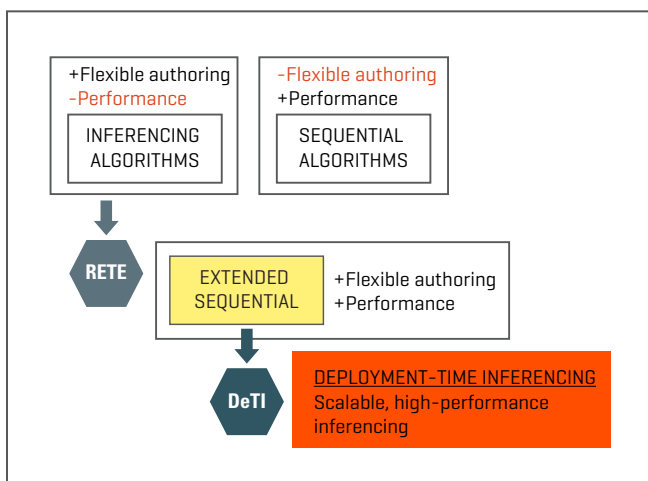 +Flexible authoring
-Performance
INFERENCING
ALGORITHMS
-Flexible authoring
+Performance
SEQUENTIAL
ALGORITHMS
RETE
EXTENDED
SEQUENTIAL
+Flexible authoring
+Performance
DeTI
DEPLOYMENT-TIME INFERENCING
Scalable, high-performance
inferencing